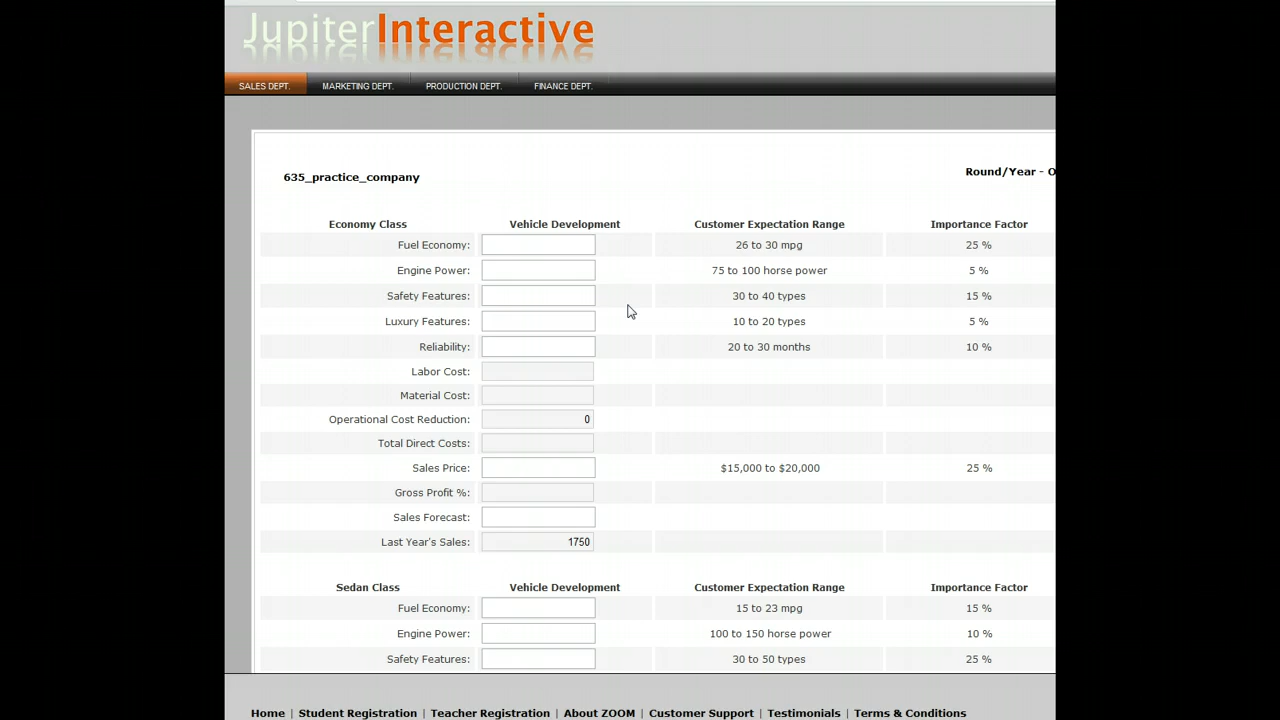 JupiterInteractive
SALES DEPT. MARKETING DEPT. PRODUCTION DEPT. FINANCE DEPT.
Round/Year - O
635_practice_company
Economy Class Vehicle Development Customer Expectation Range Importance Factor
Fuel Economy: 26 to 30 mpg 25 %
Engine Power: 75 to 100 horse power 5 %
Safety Features: 30 to 40 types 15 %
Luxury Features: 10 to 20 types 5 %
Reliability: 20 to 30 months 10 %
Labor Cost:
Material Cost:
Operational Cost Reduction: 0
Total Direct Costs:
Sales Price: $15,000 to $20,000 25 %
Gross Profit %:
Sales Forecast:
Last Year's Sales: 1750
Sedan Class Vehicle Development Customer Expectation Range Importance Factor
Fuel Economy: 15 to 23 mpg 15 %
Engine Power: 100 to 150 horse power 10 %
Safety Features: 30 to 50 types 25 %
Home | Student Registration | Teacher Registration | About ZOOM | Customer Support | Testimonials | Terms & Conditions